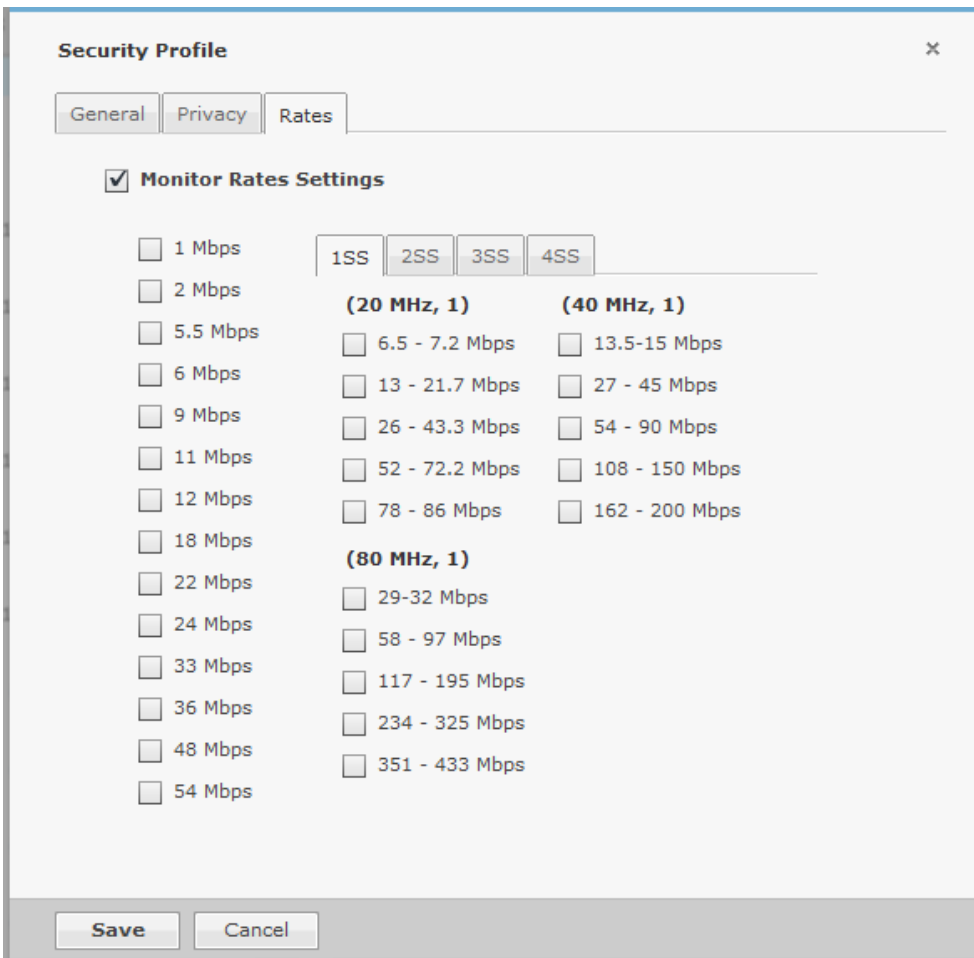 Security Profile ×
General Privacy Rates
Monitor Rates Settings
1 Mbps
2 Mbps
5.5 Mbps
6 Mbps
9 Mbps
11 Mbps
12 Mbps
18 Mbps
22 Mbps
24 Mbps
33 Mbps
36 Mbps
48 Mbps
54 Mbps
1SS 2SS 3SS 4SS
(20 MHz, 1)
6.5 - 7.2 Mbps
13 - 21.7 Mbps
26 - 43.3 Mbps
52 - 72.2 Mbps
78 - 86 Mbps
(40 MHz, 1)
13.5-15 Mbps
27 - 45 Mbps
54 - 90 Mbps
108 - 150 Mbps
162 - 200 Mbps
(80 MHz, 1)
29-32 Mbps
58 - 97 Mbps
117 - 195 Mbps
234 - 325 Mbps
351 - 433 Mbps
Save Cancel